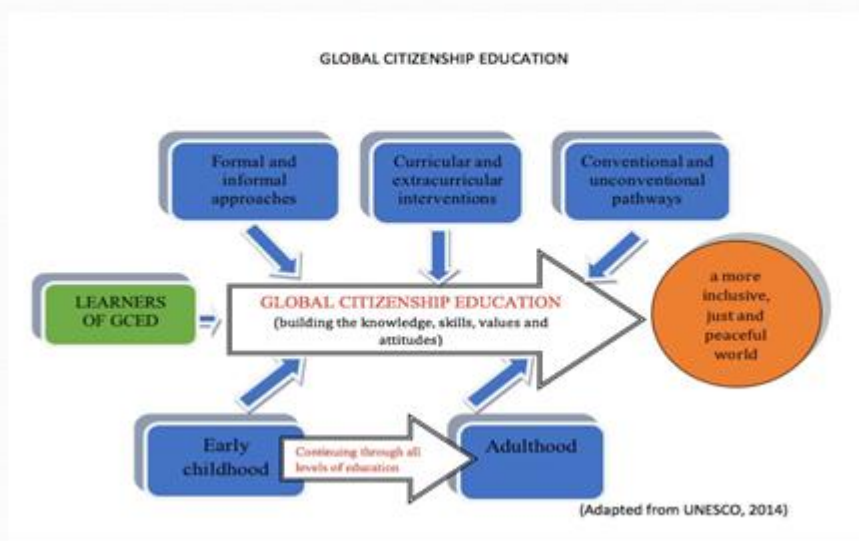 GLOBAL CITIZENSHIP EDUCATION
Formal and
informal
approaches
Curricular and
extracurricular
interventions
Conventional and
unconventional
pathways
LEARNERS
OF GCED
GLOBAL CITIZENSHIP EDUCATION
(building the knowledge, skills, values and
attitudes)
a more
inclusive,
just and
peaceful
world
Early
childhood
Continuing through all
levels of education
Adulthood
(Adapted from UNESCO, 2014)